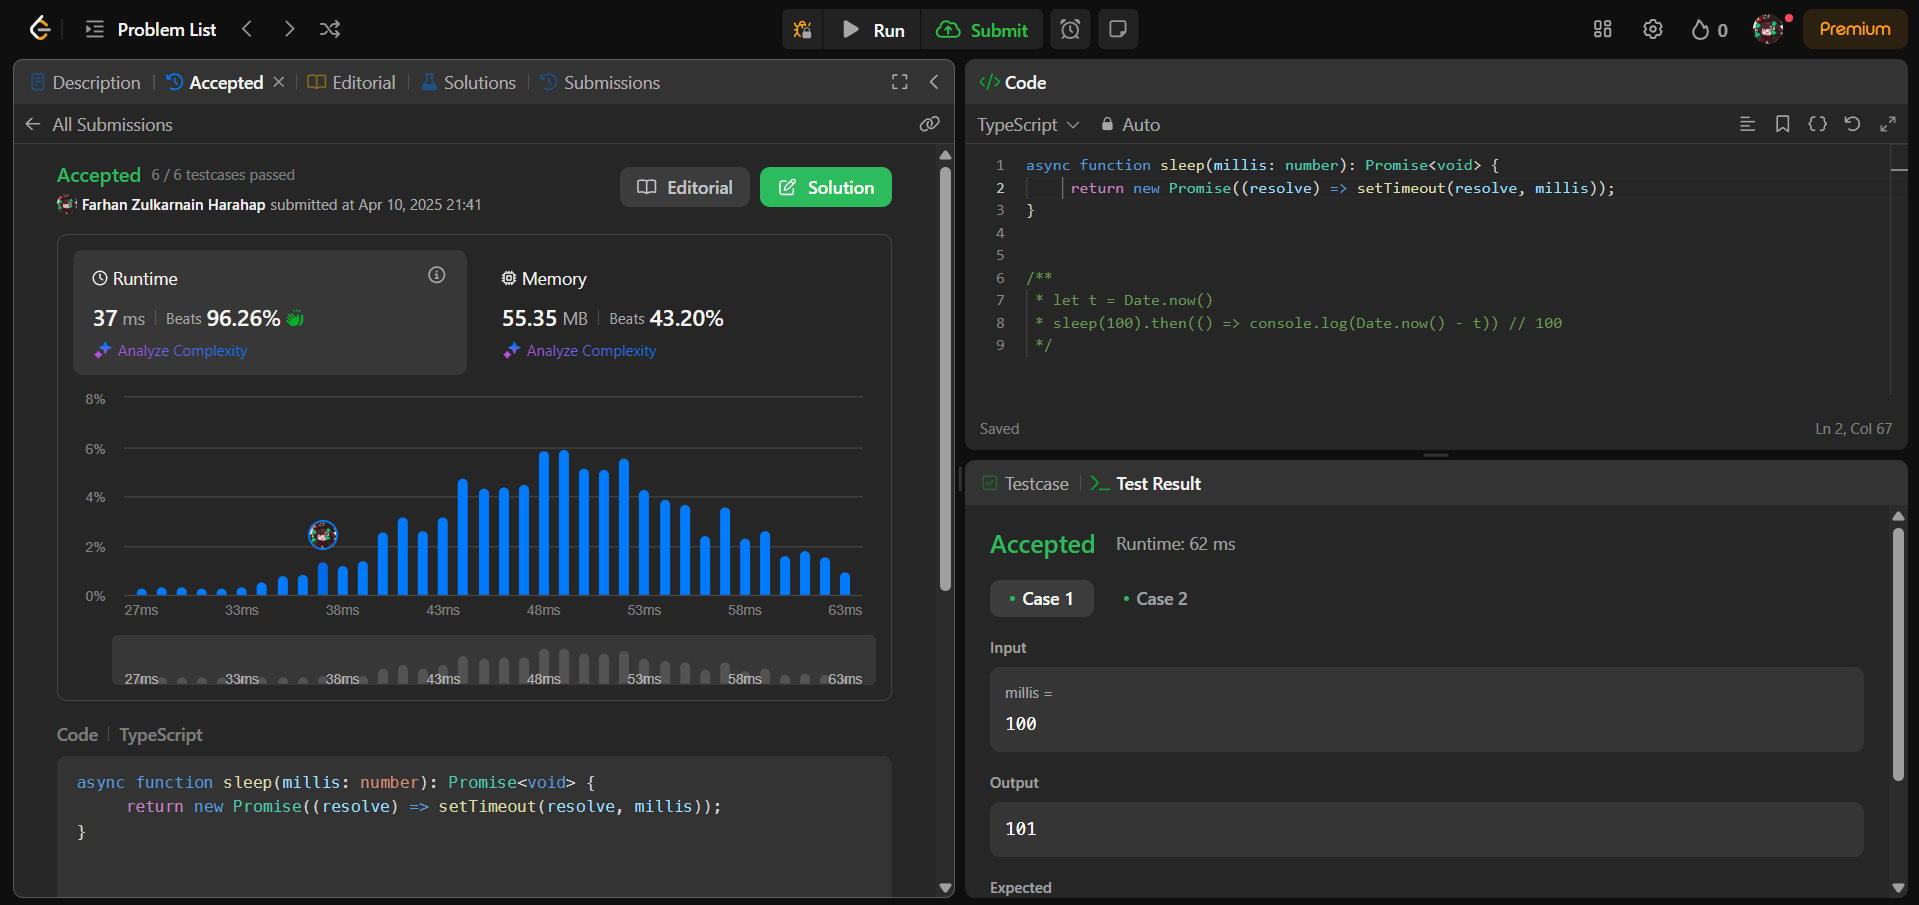 Problem List
Run
Submit
0
Premium
Description
Accepted
Editorial
Solutions
Submissions
All Submissions
Accepted 6 / 6 testcases passed
Farhan Zulkarnain Harahap submitted at Apr 10, 2025 21:41
Editorial
Solution
Runtime
37 ms | Beats 96.26%
Analyze Complexity
Memory
55.35 MB | Beats 43.20%
Analyze Complexity
8%
6%
4%
2%
0%
27ms 33ms 38ms 43ms 48ms 53ms 58ms 63ms
27ms 33ms 38ms 43ms 48ms 53ms 58ms 63ms
Code | TypeScript
async function sleep(millis: number): Promise<void> {
return new Promise((resolve) => setTimeout(resolve, millis));
}
</> Code
TypeScript
Auto
1 async function sleep(millis: number): Promise<void> {
2 return new Promise((resolve) => setTimeout(resolve, millis));
3 }
4
5
6 /**
7 * let t = Date.now()
8 * sleep(100).then(() => console.log(Date.now() - t)) // 100
9 */
Saved
Ln 2, Col 67
Testcase
Test Result
Accepted Runtime: 62 ms
• Case 1
• Case 2
Input
millis =
100
Output
101
Expected